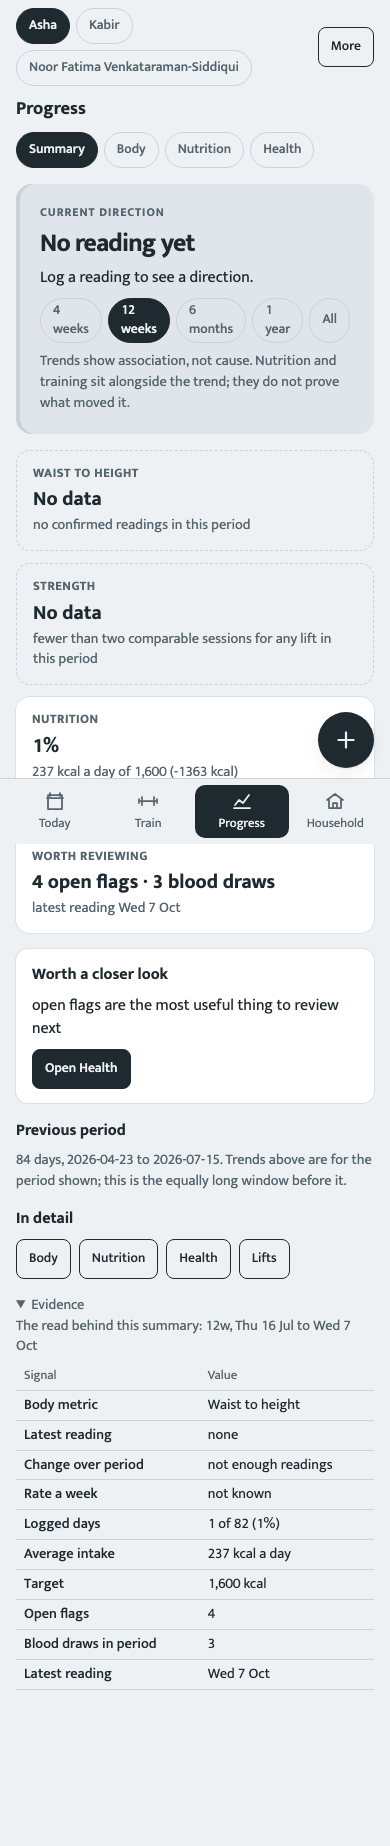 Asha
Kabir
Noor Fatima Venkataraman-Siddiqui
More
Progress
Summary
Body
Nutrition
Health
CURRENT DIRECTION
No reading yet
Log a reading to see a direction.
4 weeks
12 weeks
6 months
1 year
All
Trends show association, not cause. Nutrition and
training sit alongside the trend; they do not prove
what moved it.
WAIST TO HEIGHT
No data
no confirmed readings in this period
STRENGTH
No data
fewer than two comparable sessions for any lift in
this period
NUTRITION
1%
237 kcal a day of 1,600 (-1363 kcal)
Today
Train
Progress
Household
WORTH REVIEWING
4 open flags · 3 blood draws
latest reading Wed 7 Oct
Worth a closer look
open flags are the most useful thing to review
next
Open Health
Previous period
84 days, 2026-04-23 to 2026-07-15. Trends above are for the
period shown; this is the equally long window before it.
In detail
Body
Nutrition
Health
Lifts
Evidence
The read behind this summary: 12w, Thu 16 Jul to Wed 7
Oct
Signal Value
Body metric Waist to height
Latest reading none
Change over period not enough readings
Rate a week not known
Logged days 1 of 82 (1%)
Average intake 237 kcal a day
Target 1,600 kcal
Open flags 4
Blood draws in period 3
Latest reading Wed 7 Oct